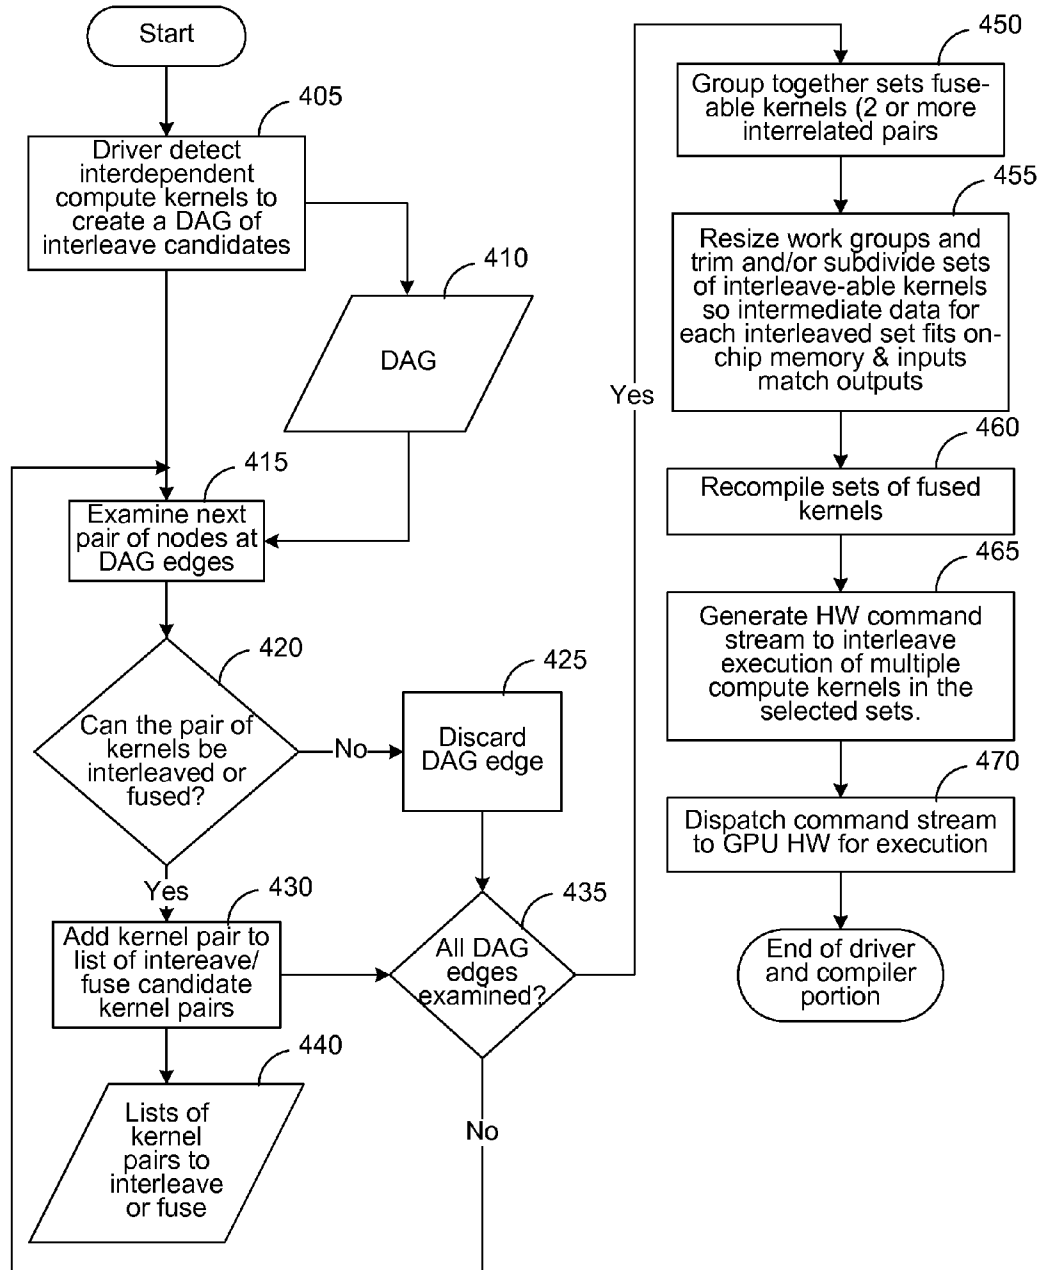 Start
405
Driver detect
interdependent
compute kernels to
create a DAG of
interleave candidates
410
DAG
415
Examine next
pair of nodes at
DAG edges
420
Can the pair of
kernels be
interleaved or
fused?
No
425
Discard
DAG edge
Yes
430
Add kernel pair to
list of intereave/
fuse candidate
kernel pairs
435
All DAG
edges
examined?
440
Lists of
kernel
pairs to
interleave
or fuse
No
Yes
450
Group together sets fuse-
able kernels (2 or more
interrelated pairs
455
Resize work groups and
trim and/or subdivide sets
of interleave-able kernels
so intermediate data for
each interleaved set fits on-
chip memory & inputs
match outputs
460
Recompile sets of fused
kernels
465
Generate HW command
stream to interleave
execution of multiple
compute kernels in the
selected sets.
470
Dispatch command stream
to GPU HW for execution
End of driver
and compiler
portion